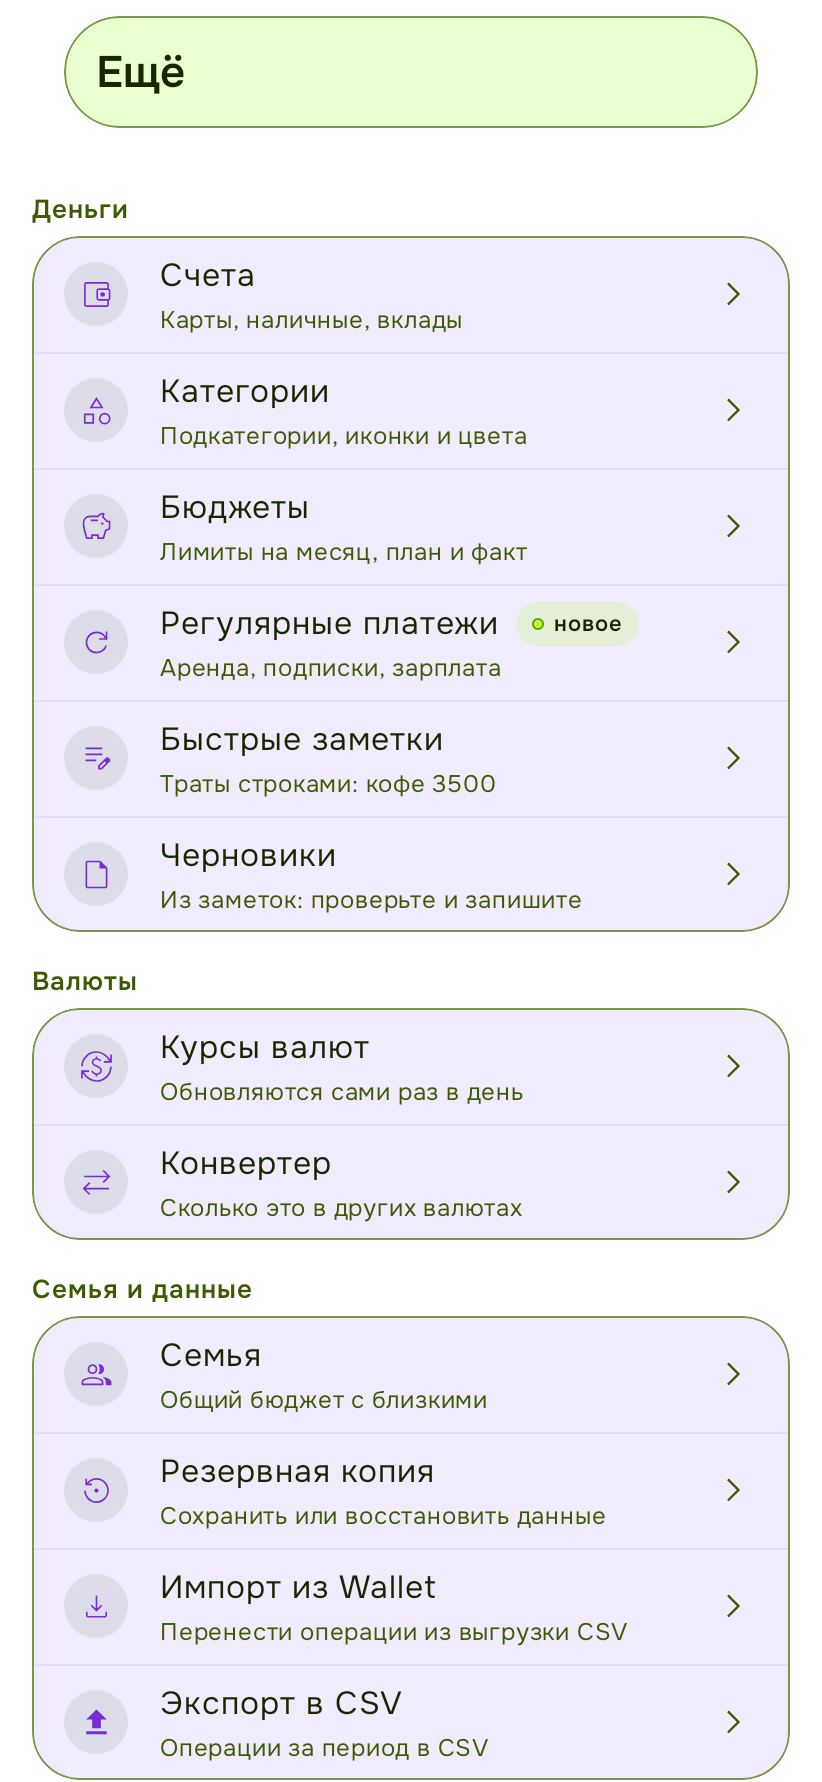 Ещё
Деньги
Счета
Карты, наличные, вклады
Категории
Подкатегории, иконки и цвета
Бюджеты
Лимиты на месяц, план и факт
Регулярные платежи новое
Аренда, подписки, зарплата
Быстрые заметки
Траты строками: кофе 3500
Черновики
Из заметок: проверьте и запишите
Валюты
Курсы валют
Обновляются сами раз в день
Конвертер
Сколько это в других валютах
Семья и данные
Семья
Общий бюджет с близкими
Резервная копия
Сохранить или восстановить данные
Импорт из Wallet
Перенести операции из выгрузки CSV
Экспорт в CSV
Операции за период в CSV